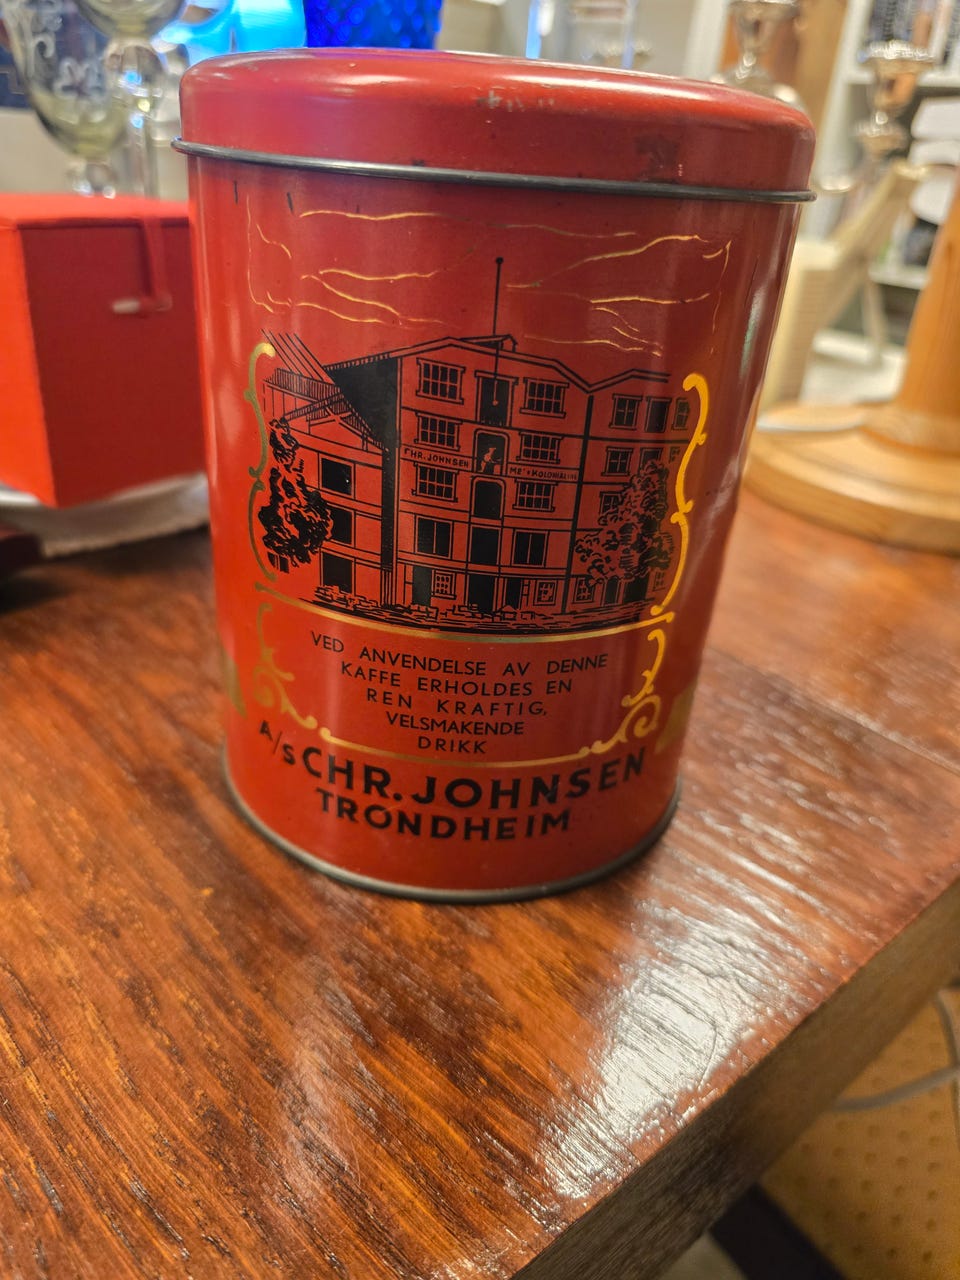 CHR. JOHNSEN
VED ANVENDELSE AV DENNE
KAFFE ERHOLDES EN
REN KRAFTIG,
VELSMAKENDE
DRIKK
A/S CHR. JOHNSEN
TRONDHEIM